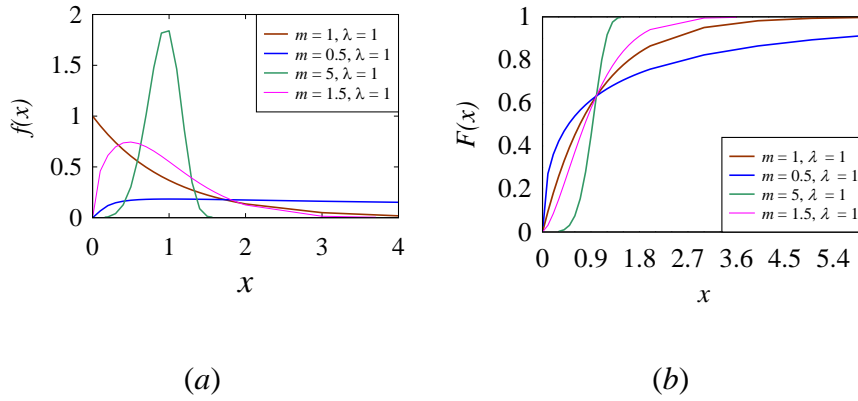 2
1.5
1
0.5
0
f(x)
m = 1, λ = 1
m = 0.5, λ = 1
m = 5, λ = 1
m = 1.5, λ = 1
0 1 2 3 4
x
(a)
1
0.8
0.6
0.4
0.2
0
F(x)
m = 1, λ = 1
m = 0.5, λ = 1
m = 5, λ = 1
m = 1.5, λ = 1
0 0.9 1.8 2.7 3.6 4.5 5.4
x
(b)